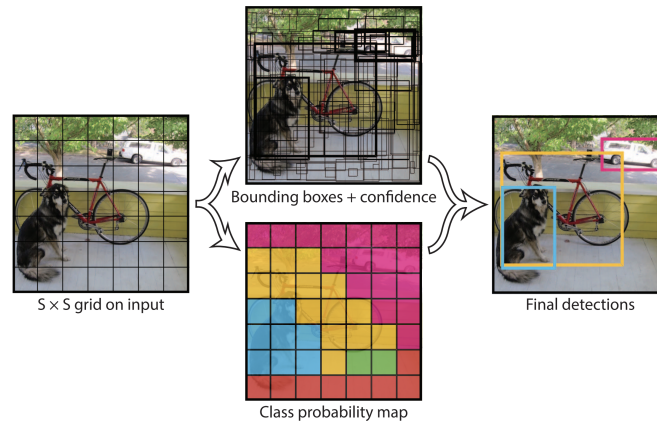 Bounding boxes + confidence
S × S grid on input
Final detections
Class probability map